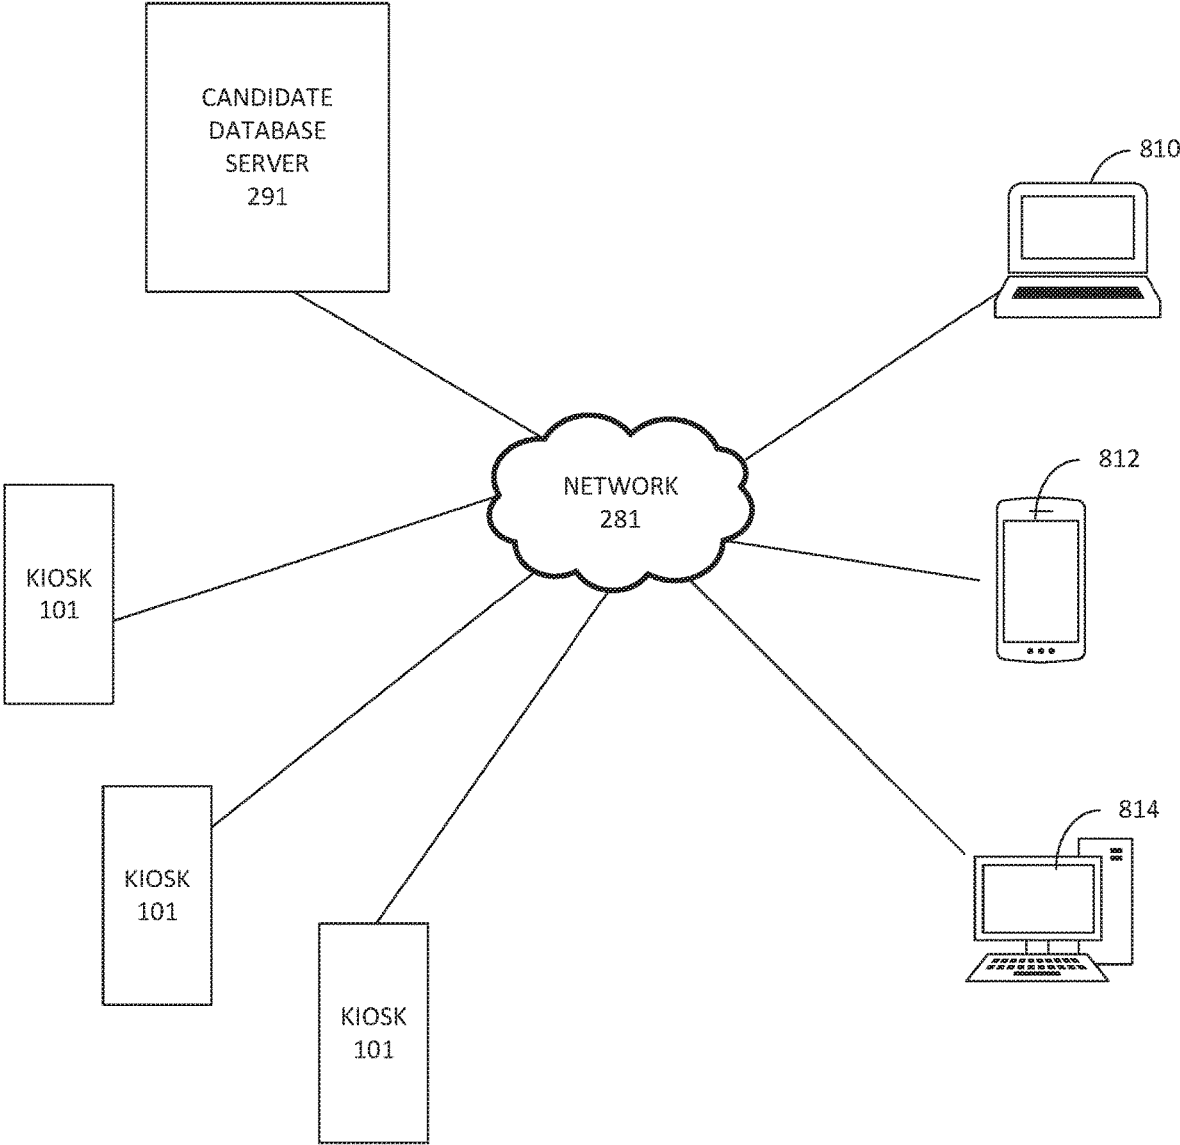 CANDIDATE
DATABASE
SERVER
291
810
812
NETWORK
281
KIOSK
101
814
KIOSK
101
KIOSK
101